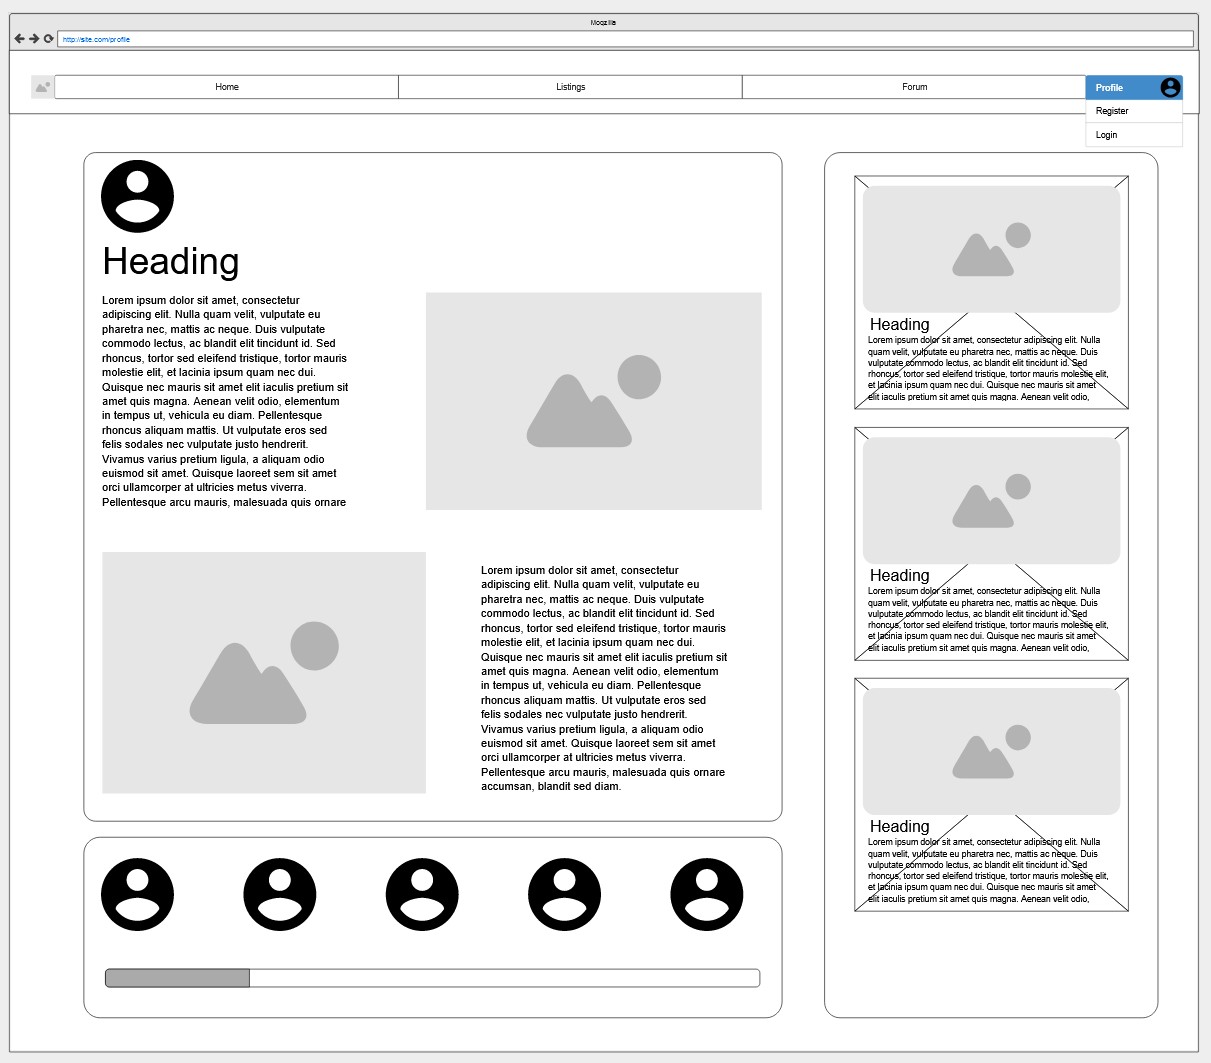 Moqzilla
http://site.com/profile
Home
Listings
Forum
Profile
Register
Login
Heading
Lorem ipsum dolor sit amet, consectetur
adipiscing elit. Nulla quam velit, vulputate eu
pharetra nec, mattis ac neque. Duis vulputate
commodo lectus, ac blandit elit tincidunt id. Sed
rhoncus, tortor sed eleifend tristique, tortor mauris
molestie elit, et lacinia ipsum quam nec dui.
Quisque nec mauris sit amet elit iaculis pretium sit
amet quis magna. Aenean velit odio, elementum
in tempus ut, vehicula eu diam. Pellentesque
rhoncus aliquam mattis. Ut vulputate eros sed
felis sodales nec vulputate justo hendrerit.
Vivamus varius pretium ligula, a aliquam odio
euismod sit amet. Quisque laoreet sem sit amet
orci ullamcorper at ultricies metus viverra.
Pellentesque arcu mauris, malesuada quis ornare
Lorem ipsum dolor sit amet, consectetur
adipiscing elit. Nulla quam velit, vulputate eu
pharetra nec, mattis ac neque. Duis vulputate
commodo lectus, ac blandit elit tincidunt id. Sed
rhoncus, tortor sed eleifend tristique, tortor mauris
molestie elit, et lacinia ipsum quam nec dui.
Quisque nec mauris sit amet elit iaculis pretium sit
amet quis magna. Aenean velit odio, elementum
in tempus ut, vehicula eu diam. Pellentesque
rhoncus aliquam mattis. Ut vulputate eros sed
felis sodales nec vulputate justo hendrerit.
Vivamus varius pretium ligula, a aliquam odio
euismod sit amet. Quisque laoreet sem sit amet
orci ullamcorper at ultricies metus viverra.
Pellentesque arcu mauris, malesuada quis ornare
accumsan, blandit sed diam.
Heading
Lorem ipsum dolor sit amet, consectetur adipiscing elit. Nulla
quam velit, vulputate eu pharetra nec, mattis ac neque. Duis
vulputate commodo lectus, ac blandit elit tincidunt id. Sed
rhoncus, tortor sed eleifend tristique, tortor mauris molestie elit,
et lacinia ipsum quam nec dui. Quisque nec mauris sit amet
elit iaculis pretium sit amet quis magna. Aenean velit odio,
Heading
Lorem ipsum dolor sit amet, consectetur adipiscing elit. Nulla
quam velit, vulputate eu pharetra nec, mattis ac neque. Duis
vulputate commodo lectus, ac blandit elit tincidunt id. Sed
rhoncus, tortor sed eleifend tristique, tortor mauris molestie elit,
et lacinia ipsum quam nec dui. Quisque nec mauris sit amet
elit iaculis pretium sit amet quis magna. Aenean velit odio,
Heading
Lorem ipsum dolor sit amet, consectetur adipiscing elit. Nulla
quam velit, vulputate eu pharetra nec, mattis ac neque. Duis
vulputate commodo lectus, ac blandit elit tincidunt id. Sed
rhoncus, tortor sed eleifend tristique, tortor mauris molestie elit,
et lacinia ipsum quam nec dui. Quisque nec mauris sit amet
elit iaculis pretium sit amet quis magna. Aenean velit odio,